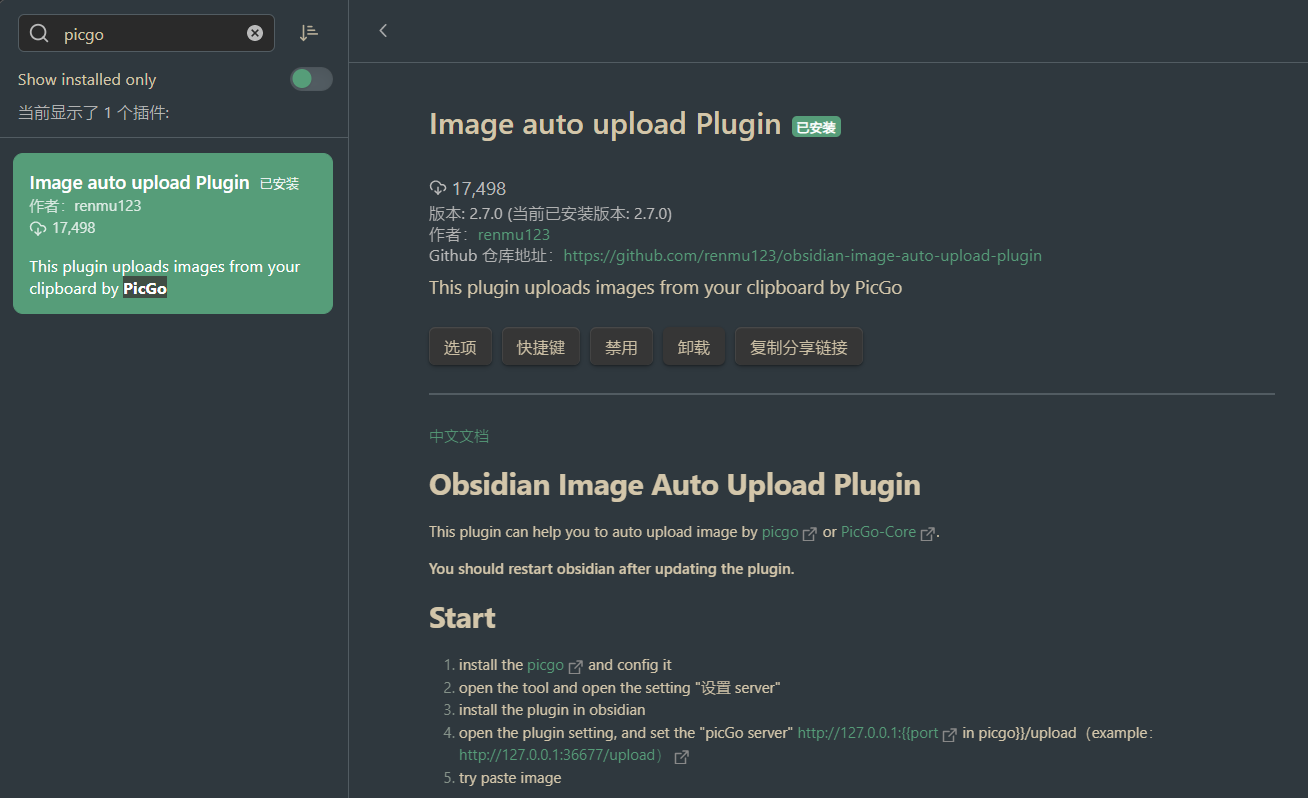 picgo
Show installed only
当前显示了 1 个插件:
Image auto upload Plugin 已安装
作者：renmu123
17,498
This plugin uploads images from your
clipboard by PicGo
Image auto upload Plugin 已安装
17,498
版本: 2.7.0 (当前已安装版本: 2.7.0)
作者：renmu123
Github 仓库地址：https://github.com/renmu123/obsidian-image-auto-upload-plugin
This plugin uploads images from your clipboard by PicGo
选项 快捷键 禁用 卸载 复制分享链接
中文文档
Obsidian Image Auto Upload Plugin
This plugin can help you to auto upload image by picgo or PicGo-Core.
You should restart obsidian after updating the plugin.
Start
1. install the picgo and config it
2. open the tool and open the setting "设置 server"
3. install the plugin in obsidian
4. open the plugin setting, and set the "picGo server" http://127.0.0.1:{{port in picgo}}/upload（example：
http://127.0.0.1:36677/upload）
5. try paste image